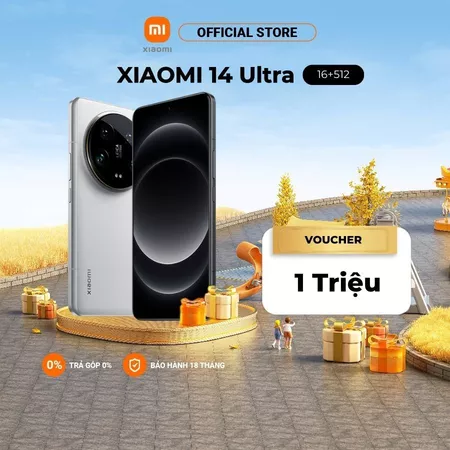 mi
xiaomi
OFFICIAL STORE
XIAOMI 14 Ultra
16+512
VOUCHER
1 Triệu
xiaomi
0%
TRẢ GÓP 0%
BẢO HÀNH 18 THÁNG